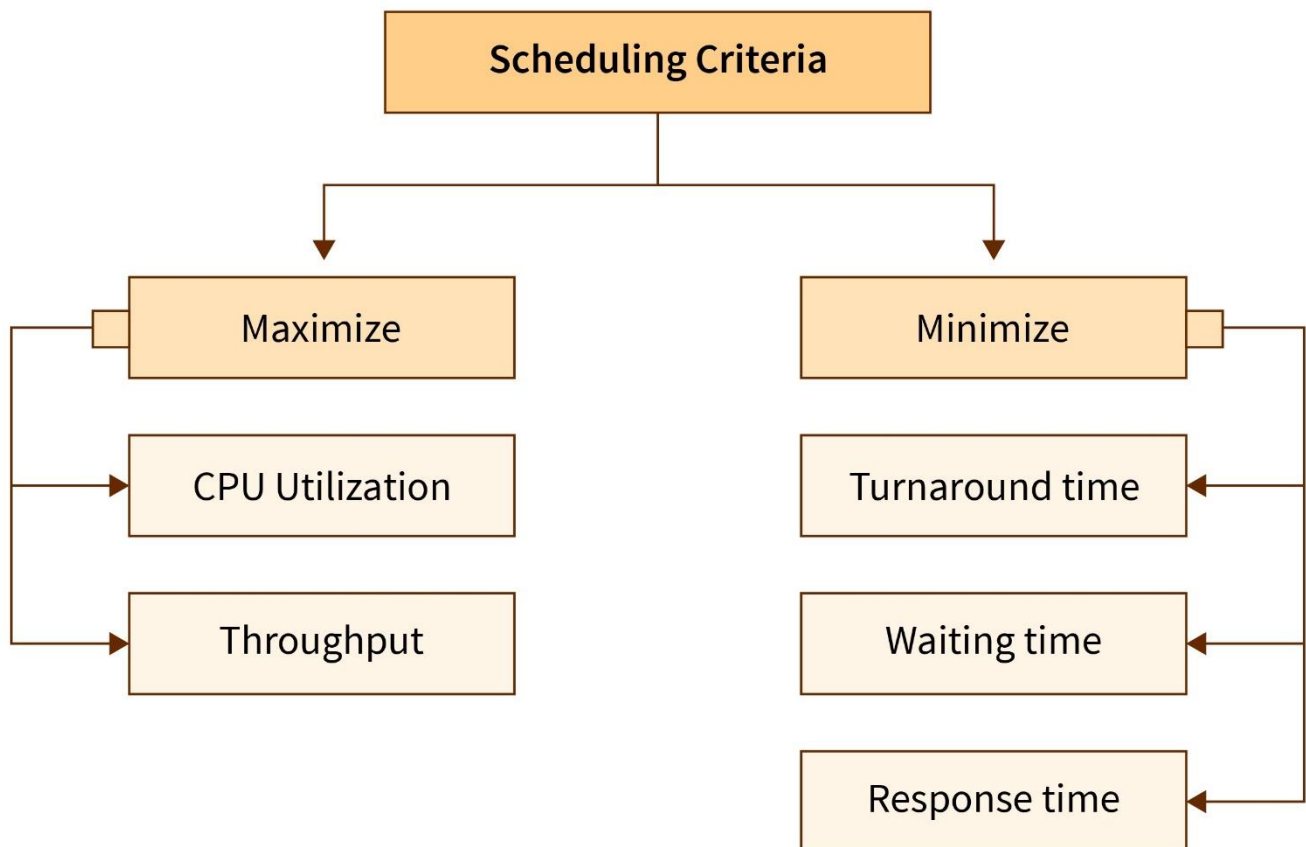 Scheduling Criteria
Maximize
Minimize
CPU Utilization
Turnaround time
Throughput
Waiting time
Response time